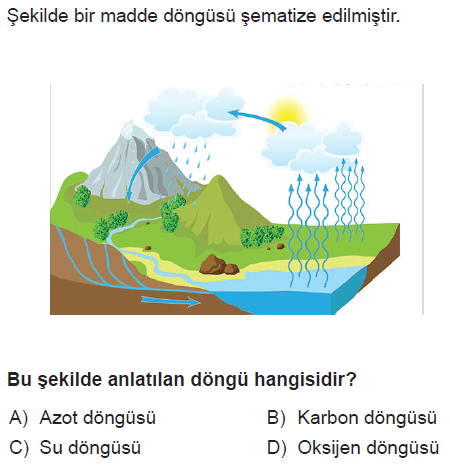 Şekilde bir madde döngüsü şematize edilmiştir.
Bu şekilde anlatılan döngü hangisidir?
A) Azot döngüsü B) Karbon döngüsü
C) Su döngüsü D) Oksijen döngüsü